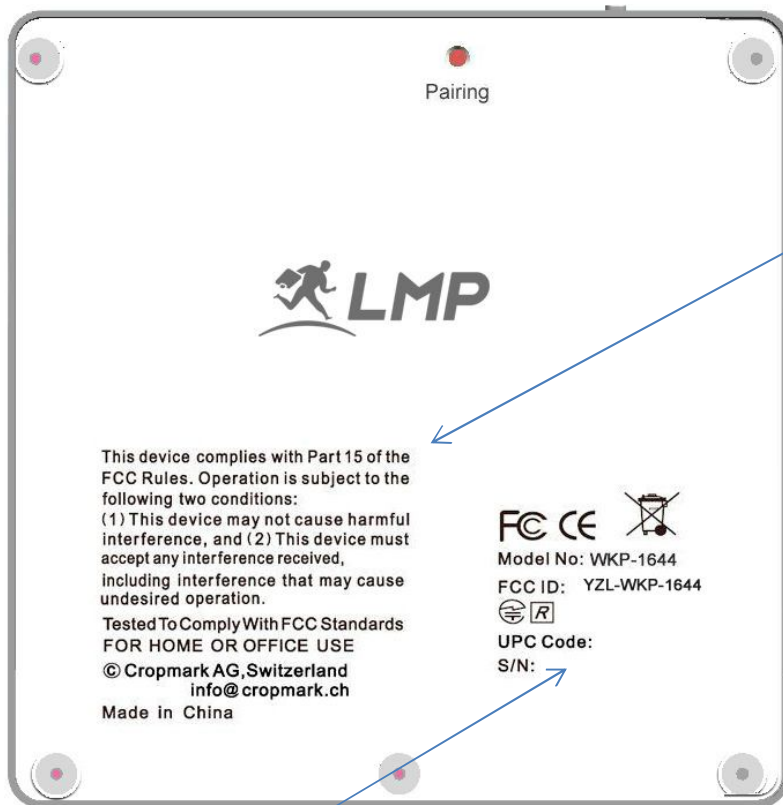 Pairing
LMP
This device complies with Part 15 of the
FCC Rules. Operation is subject to the
following two conditions:
(1) This device may not cause harmful
interference, and (2) This device must
accept any interference received,
including interference that may cause
undesired operation.
Tested To Comply With FCC Standards
FOR HOME OR OFFICE USE
© Cropmark AG,Switzerland
info@cropmark.ch
Made in China
FC CE
Model No: WKP-1644
FCC ID: YZL-WKP-1644
R
UPC Code:
S/N: